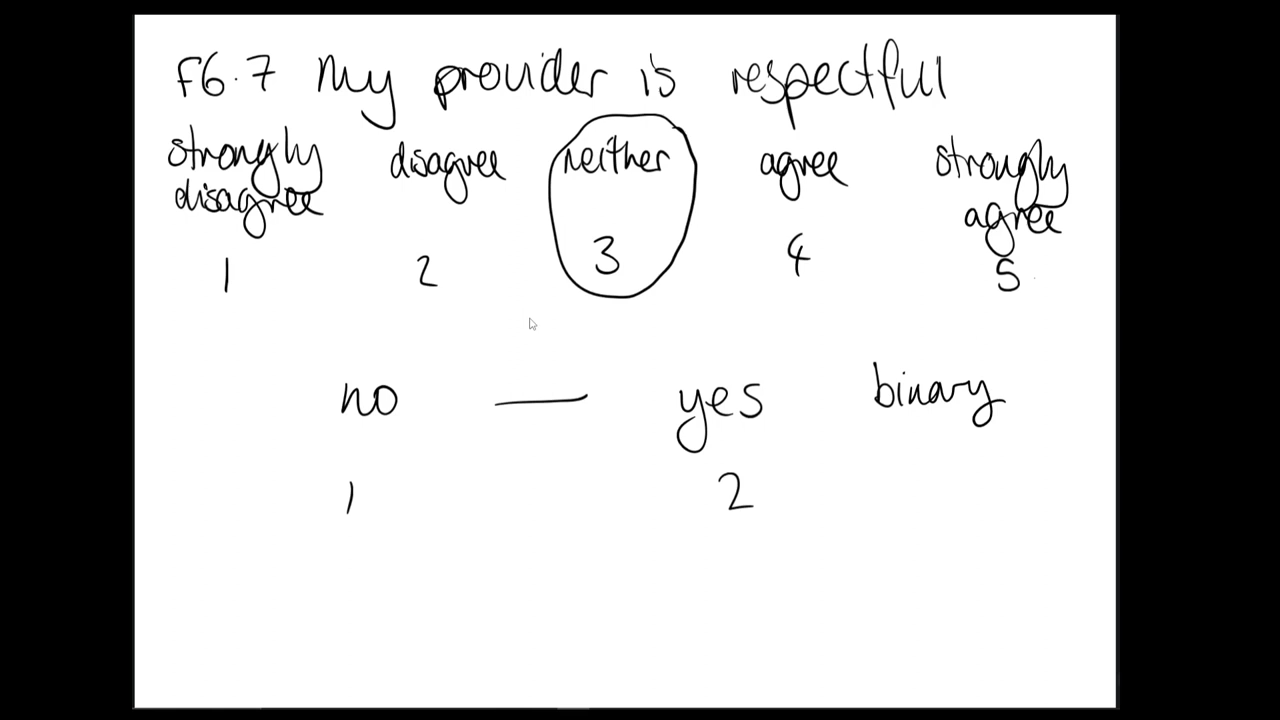 F6.7 My provider is respectful
strongly disagree neither agree strongly
disagree agree
1 2 3 4 5
no — yes binary
1 2